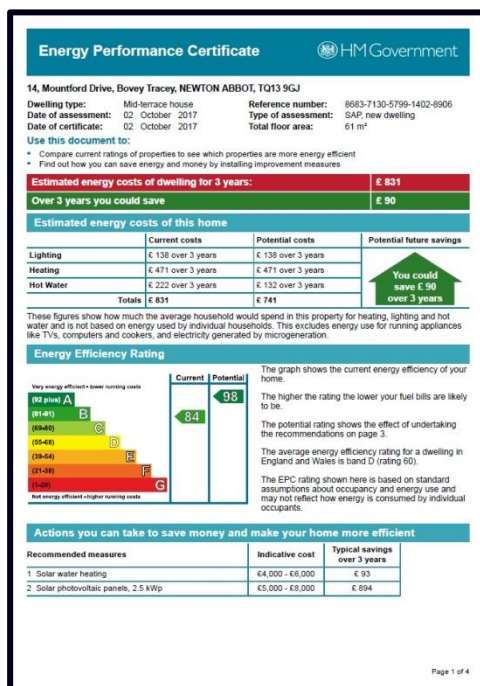 Energy Performance Certificate
HM Government
14, Mountford Drive, Bovey Tracey, NEWTON ABBOT, TQ13 9GJ
Dwelling type: Mid-terrace house
Date of assessment: 02 October 2017
Date of certificate: 02 October 2017
Reference number: 8683-7130-5799-1402-8906
Type of assessment: SAP, new dwelling
Total floor area: 61 m²
Use this document to:
• Compare current ratings of properties to see which properties are more energy efficient
• Find out how you can save energy and money by installing improvement measures
Estimated energy costs of dwelling for 3 years: £ 831
Over 3 years you could save £ 90
Estimated energy costs of this home
Current costs Potential costs Potential future savings
Lighting £ 138 over 3 years £ 138 over 3 years
Heating £ 471 over 3 years £ 471 over 3 years
Hot Water £ 222 over 3 years £ 132 over 3 years
Totals £ 831 £ 741
You could
save £ 90
over 3 years
These figures show how much the average household would spend in this property for heating, lighting and hot
water and is not based on energy used by individual households. This excludes energy use for running appliances
like TVs, computers and cookers, and electricity generated by microgeneration.
Energy Efficiency Rating
Current Potential
Very energy efficient - lower running costs
(92 plus) A
(81-91) B
(69-80) C
(55-68) D
(39-54) E
(21-38) F
(1-20) G
Not energy efficient - higher running costs
84
98
The graph shows the current energy efficiency of your
home.
The higher the rating the lower your fuel bills are likely
to be.
The potential rating shows the effect of undertaking
the recommendations on page 3.
The average energy efficiency rating for a dwelling in
England and Wales is band D (rating 60).
The EPC rating shown here is based on standard
assumptions about occupancy and energy use and
may not reflect how energy is consumed by individual
occupants.
Actions you can take to save money and make your home more efficient
Recommended measures Indicative cost Typical savings
over 3 years
1 Solar water heating £4,000 - £6,000 £ 93
2 Solar photovoltaic panels, 2.5 kWp £5,000 - £8,000 £ 894
Page 1 of 4